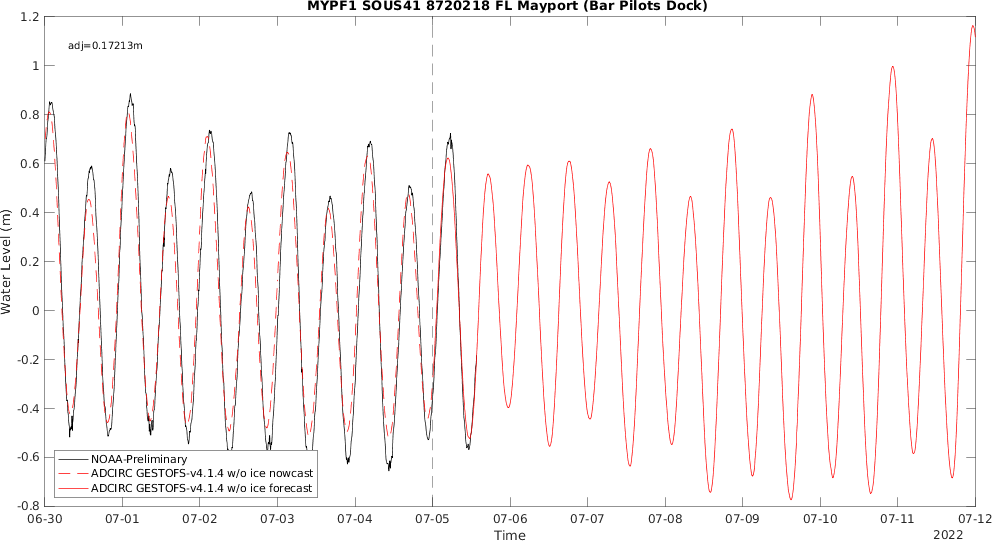 MYPF1 SOUS41 8720218 FL Mayport (Bar Pilots Dock)
1.2
adj=0.17213m
1
0.8
0.6
0.4
0.2
0
-0.2
-0.4
-0.6
-0.8
Water Level (m)
NOAA-Preliminary
ADCIRC GESTOFS-v4.1.4 w/o ice nowcast
ADCIRC GESTOFS-v4.1.4 w/o ice forecast
06-30 07-01 07-02 07-03 07-04 07-05 07-06 07-07 07-08 07-09 07-10 07-11 07-12
Time
2022